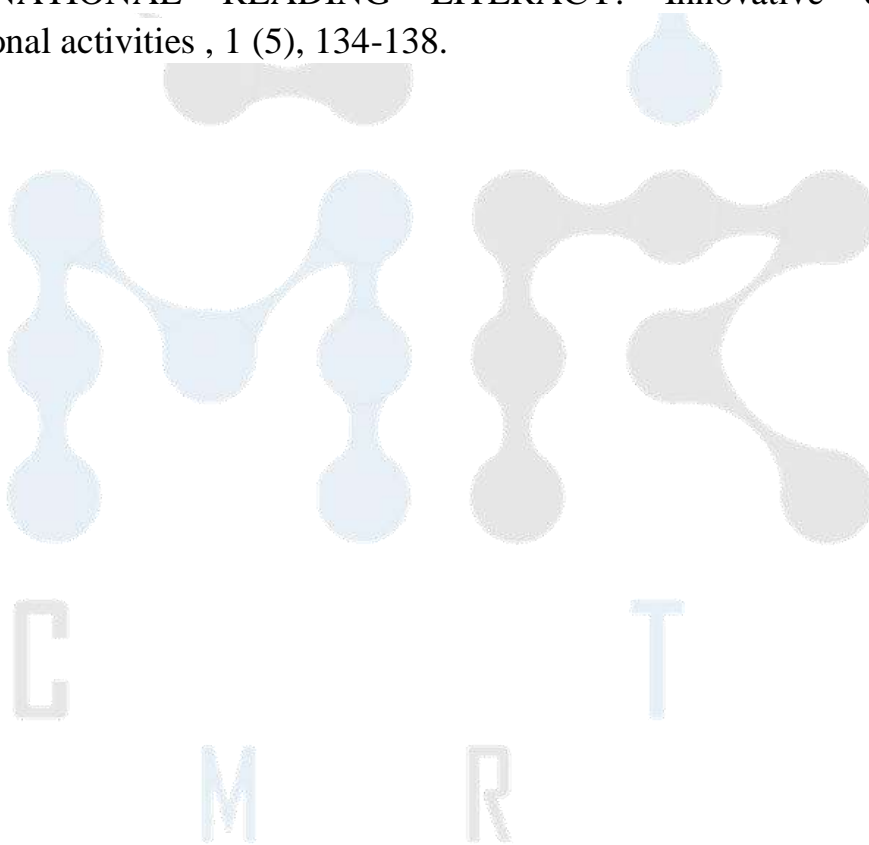 NATIONAL READING LITERACY. Innovative
onal activities , 1 (5), 134-138.
C T
M R